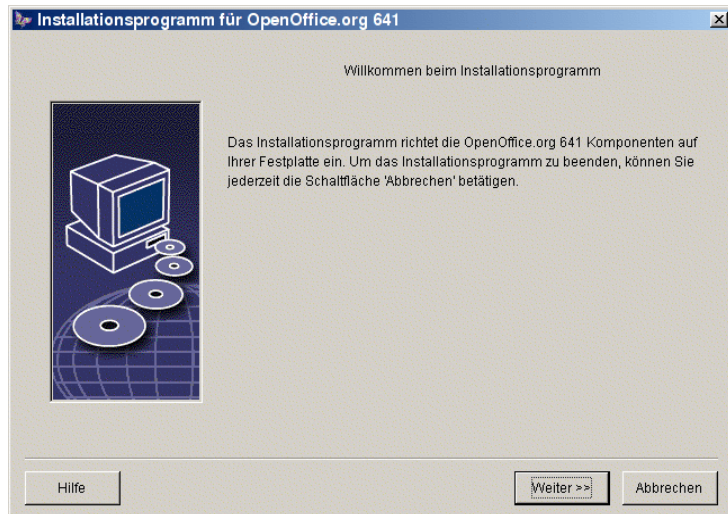 Installationsprogramm für OpenOffice.org 641
Willkommen beim Installationsprogramm
Das Installationsprogramm richtet die OpenOffice.org 641 Komponenten auf
Ihrer Festplatte ein. Um das Installationsprogramm zu beenden, können Sie
jederzeit die Schaltfläche 'Abbrechen' betätigen.
Hilfe
Weiter >>
Abbrechen